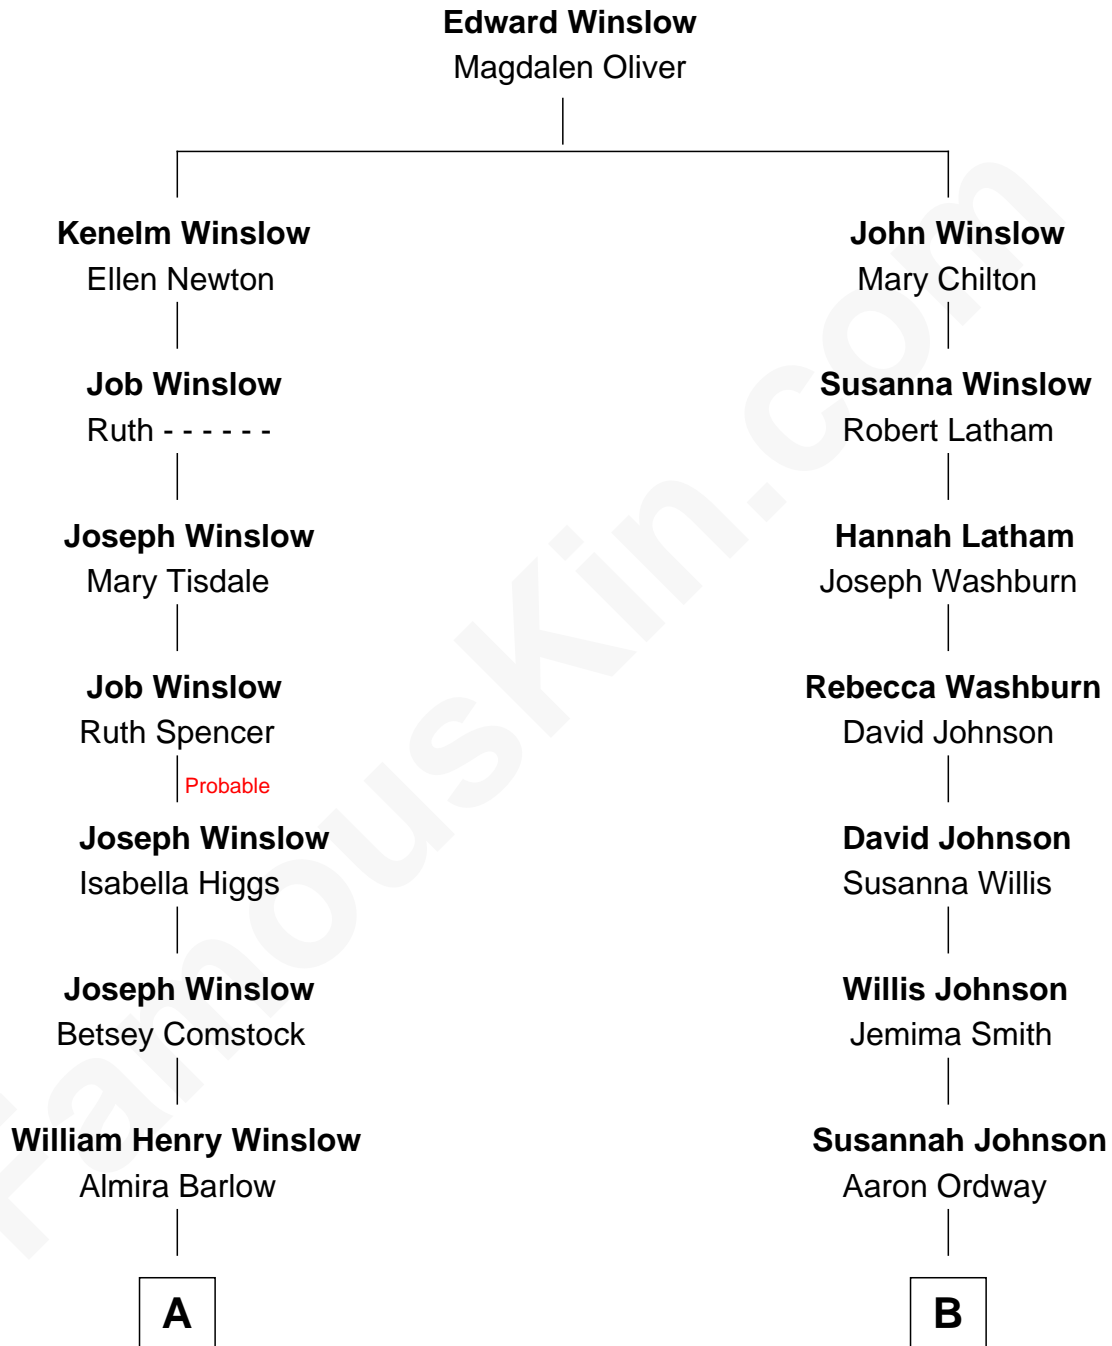 Edward Winslow
Magdalen Oliver
Kenelm Winslow
Ellen Newton
John Winslow
Mary Chilton
Job Winslow
Ruth - - - - - -
Susanna Winslow
Robert Latham
Joseph Winslow
Mary Tisdale
Hannah Latham
Joseph Washburn
Job Winslow
Ruth Spencer
Rebecca Washburn
David Johnson
Probable
Joseph Winslow
Isabella Higgs
David Johnson
Susanna Willis
Joseph Winslow
Betsey Comstock
Willis Johnson
Jemima Smith
William Henry Winslow
Almira Barlow
Susannah Johnson
Aaron Ordway
A
B
FamousKin.com